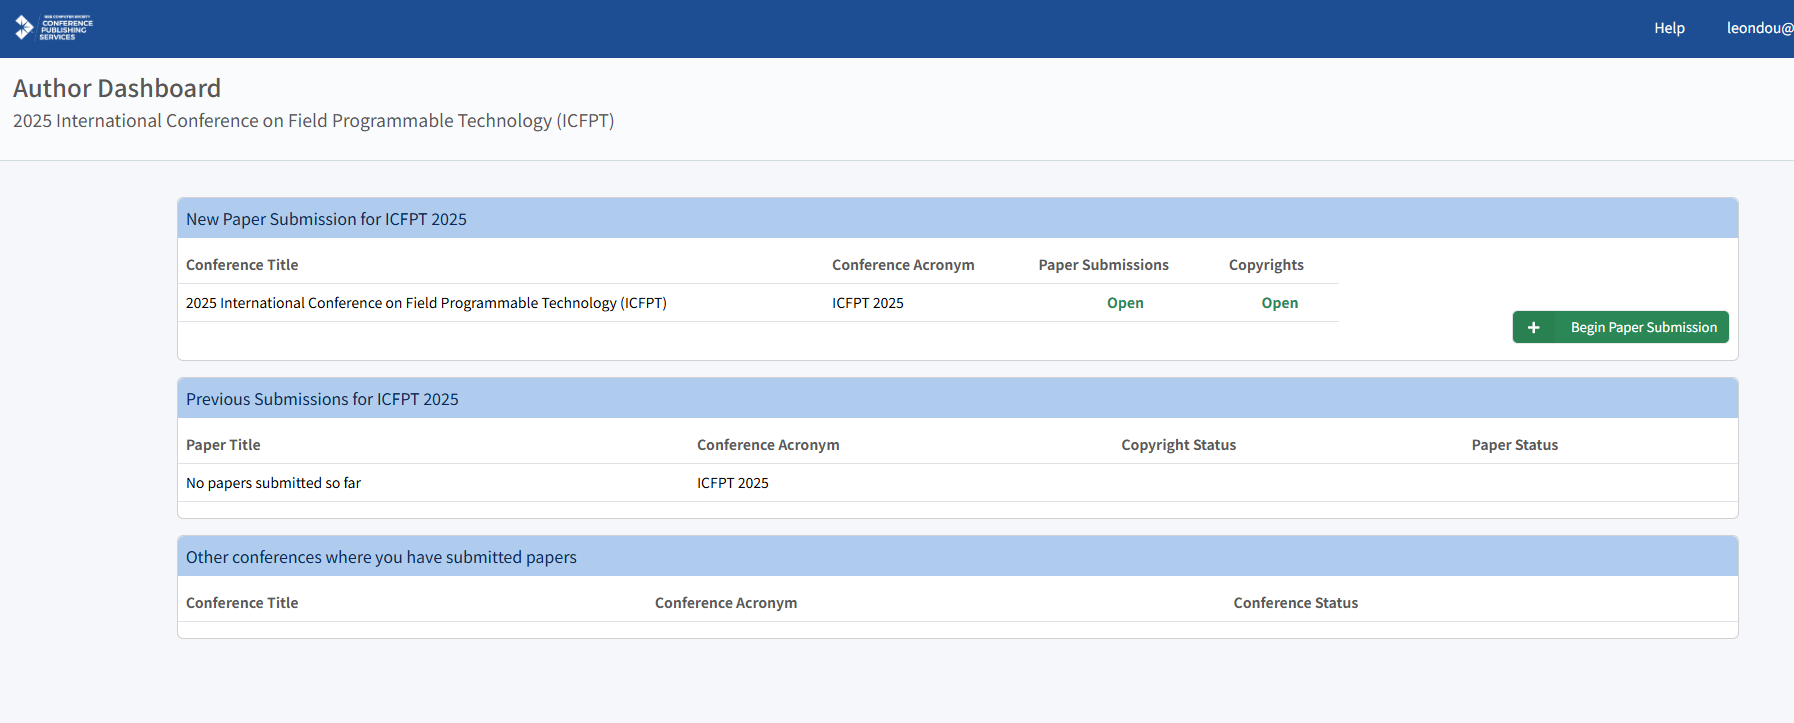 IEEE COMPUTER SOCIETY
CONFERENCE
PUBLISHING
SERVICES
Help
leondou@
Author Dashboard
2025 International Conference on Field Programmable Technology (ICFPT)
New Paper Submission for ICFPT 2025
Conference Title Conference Acronym Paper Submissions Copyrights
2025 International Conference on Field Programmable Technology (ICFPT) ICFPT 2025 Open Open
+ Begin Paper Submission
Previous Submissions for ICFPT 2025
Paper Title Conference Acronym Copyright Status Paper Status
No papers submitted so far ICFPT 2025
Other conferences where you have submitted papers
Conference Title Conference Acronym Conference Status